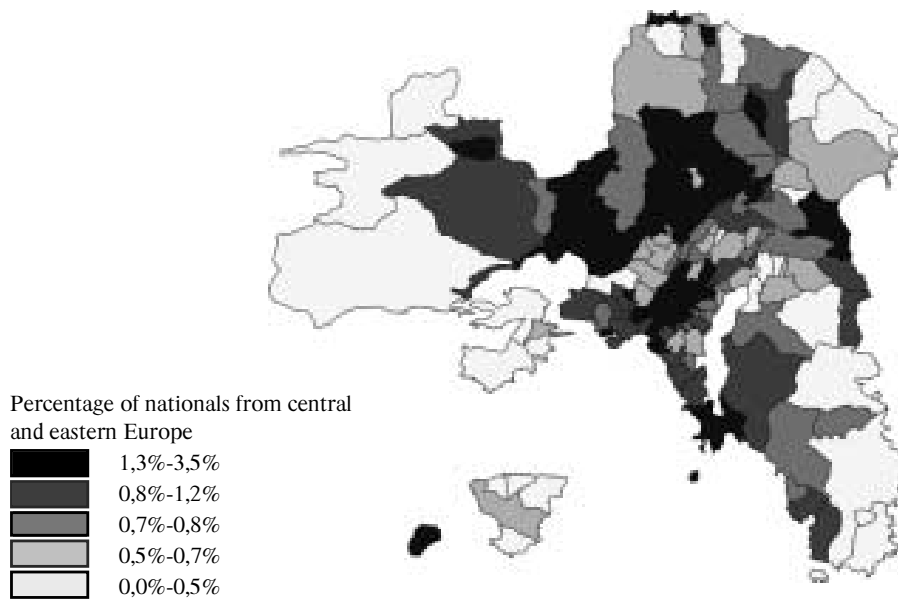 Percentage of nationals from central
and eastern Europe
1,3%-3,5%
0,8%-1,2%
0,7%-0,8%
0,5%-0,7%
0,0%-0,5%